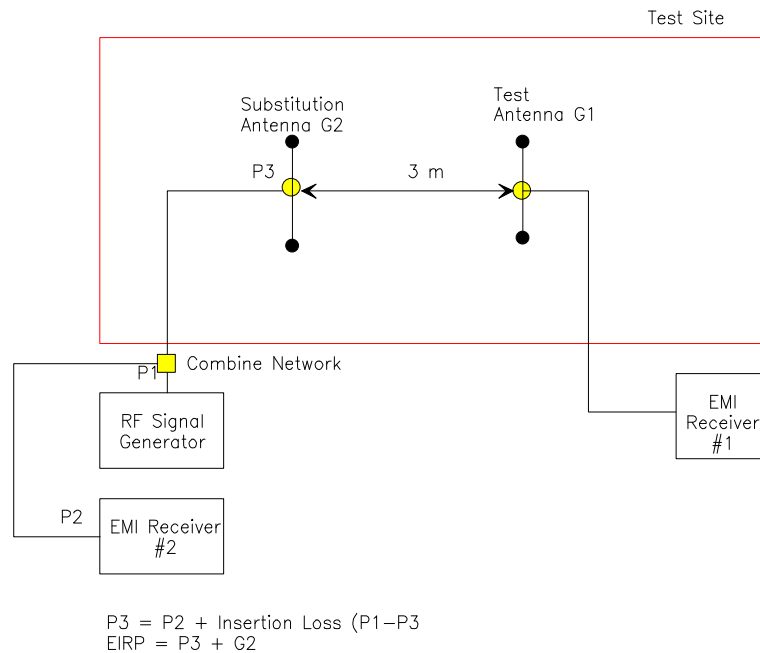 Test Site
Substitution
Antenna G2
Test
Antenna G1
P3
3 m
P1
Combine Network
RF Signal
Generator
EMI
Receiver
#1
P2
EMI Receiver
#2
P3 = P2 + Insertion Loss (P1-P3
EIRP = P3 + G2